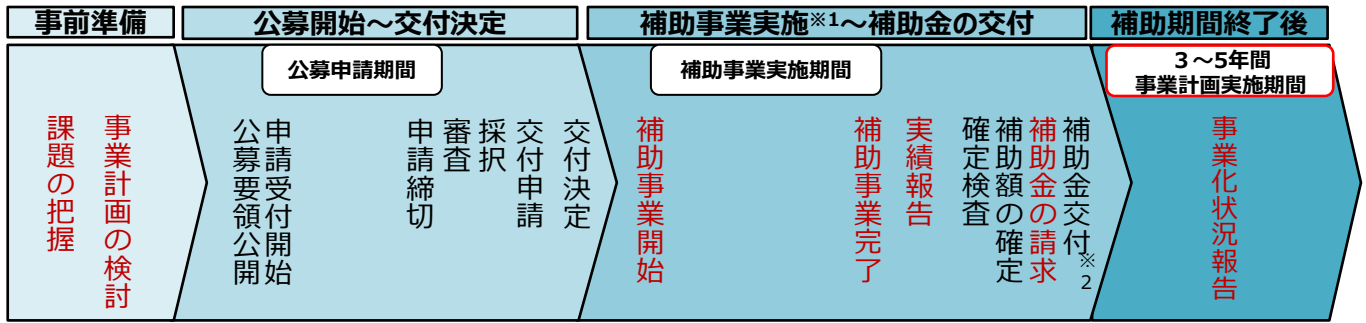 事前準備
公募開始～交付決定
補助事業実施※1～補助金の交付
補助期間終了後
課題の把握
事業計画の検討
公募申請期間
公募要領公開
申請受付開始
申請締切
審査
採択
交付申請
交付決定
補助事業実施期間
補助事業開始
補助事業完了
実績報告
確定検査
補助額の確定
補助金の請求
補助金交付※2
３～5年間
事業計画実施期間
事業化状況報告